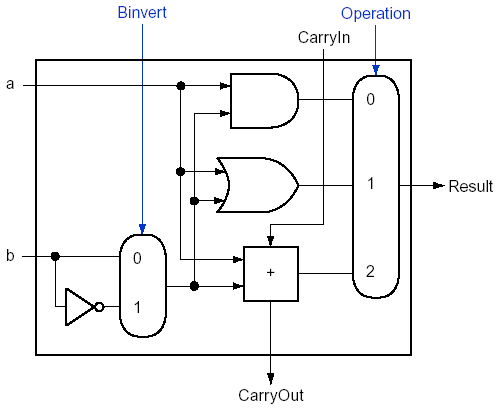 Binvert
Operation
CarryIn
a
0
1
Result
b
0
+
2
1
CarryOut